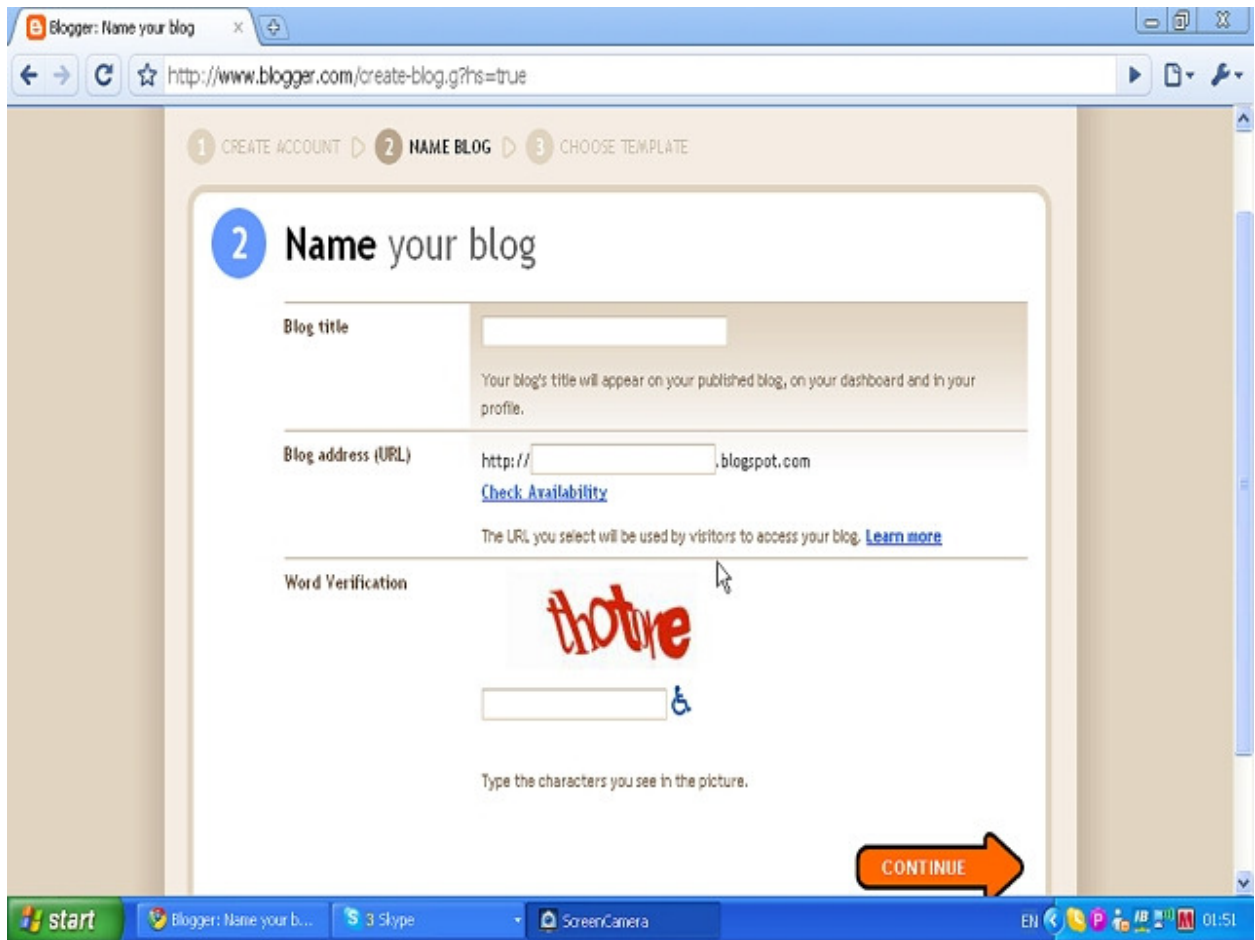 Blogger: Name your blog
http://www.blogger.com/create-blog.g?hs=true
1 CREATE ACCOUNT 2 NAME BLOG 3 CHOOSE TEMPLATE
2 Name your blog
Blog title
Your blog's title will appear on your published blog, on your dashboard and in your
profile.
Blog address (URL) http:// .blogspot.com
Check Availability
The URL you select will be used by visitors to access your blog. Learn more
Word Verification
Type the characters you see in the picture.
CONTINUE
start Blogger: Name your b... 3 Skype ScreenCamera EN 01:51